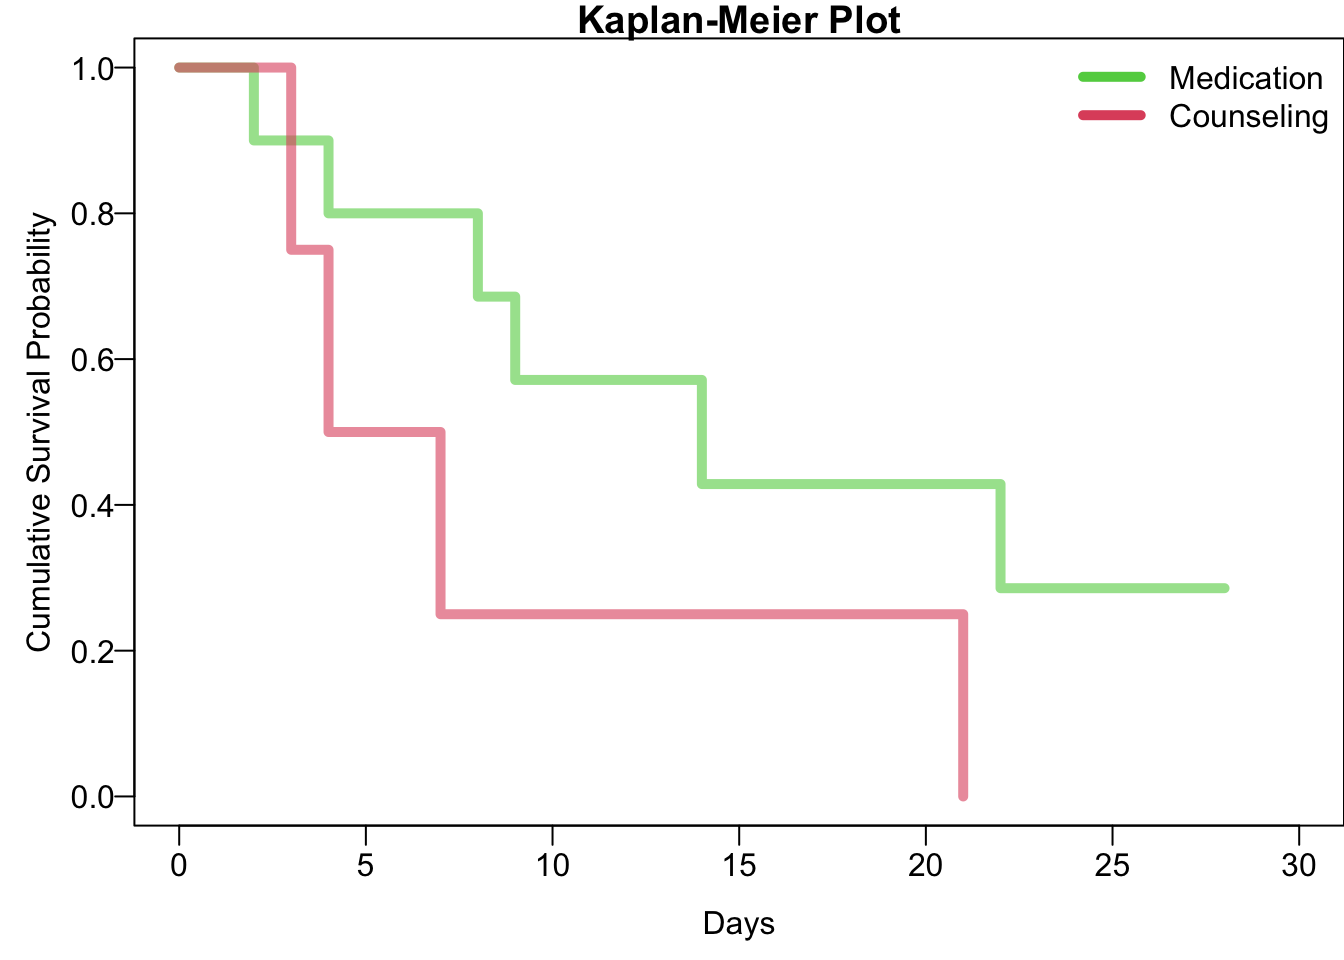 Kaplan-Meier Plot
Medication
Counseling
Cumulative Survival Probability
1.0
0.8
0.6
0.4
0.2
0.0
0 5 10 15 20 25 30
Days